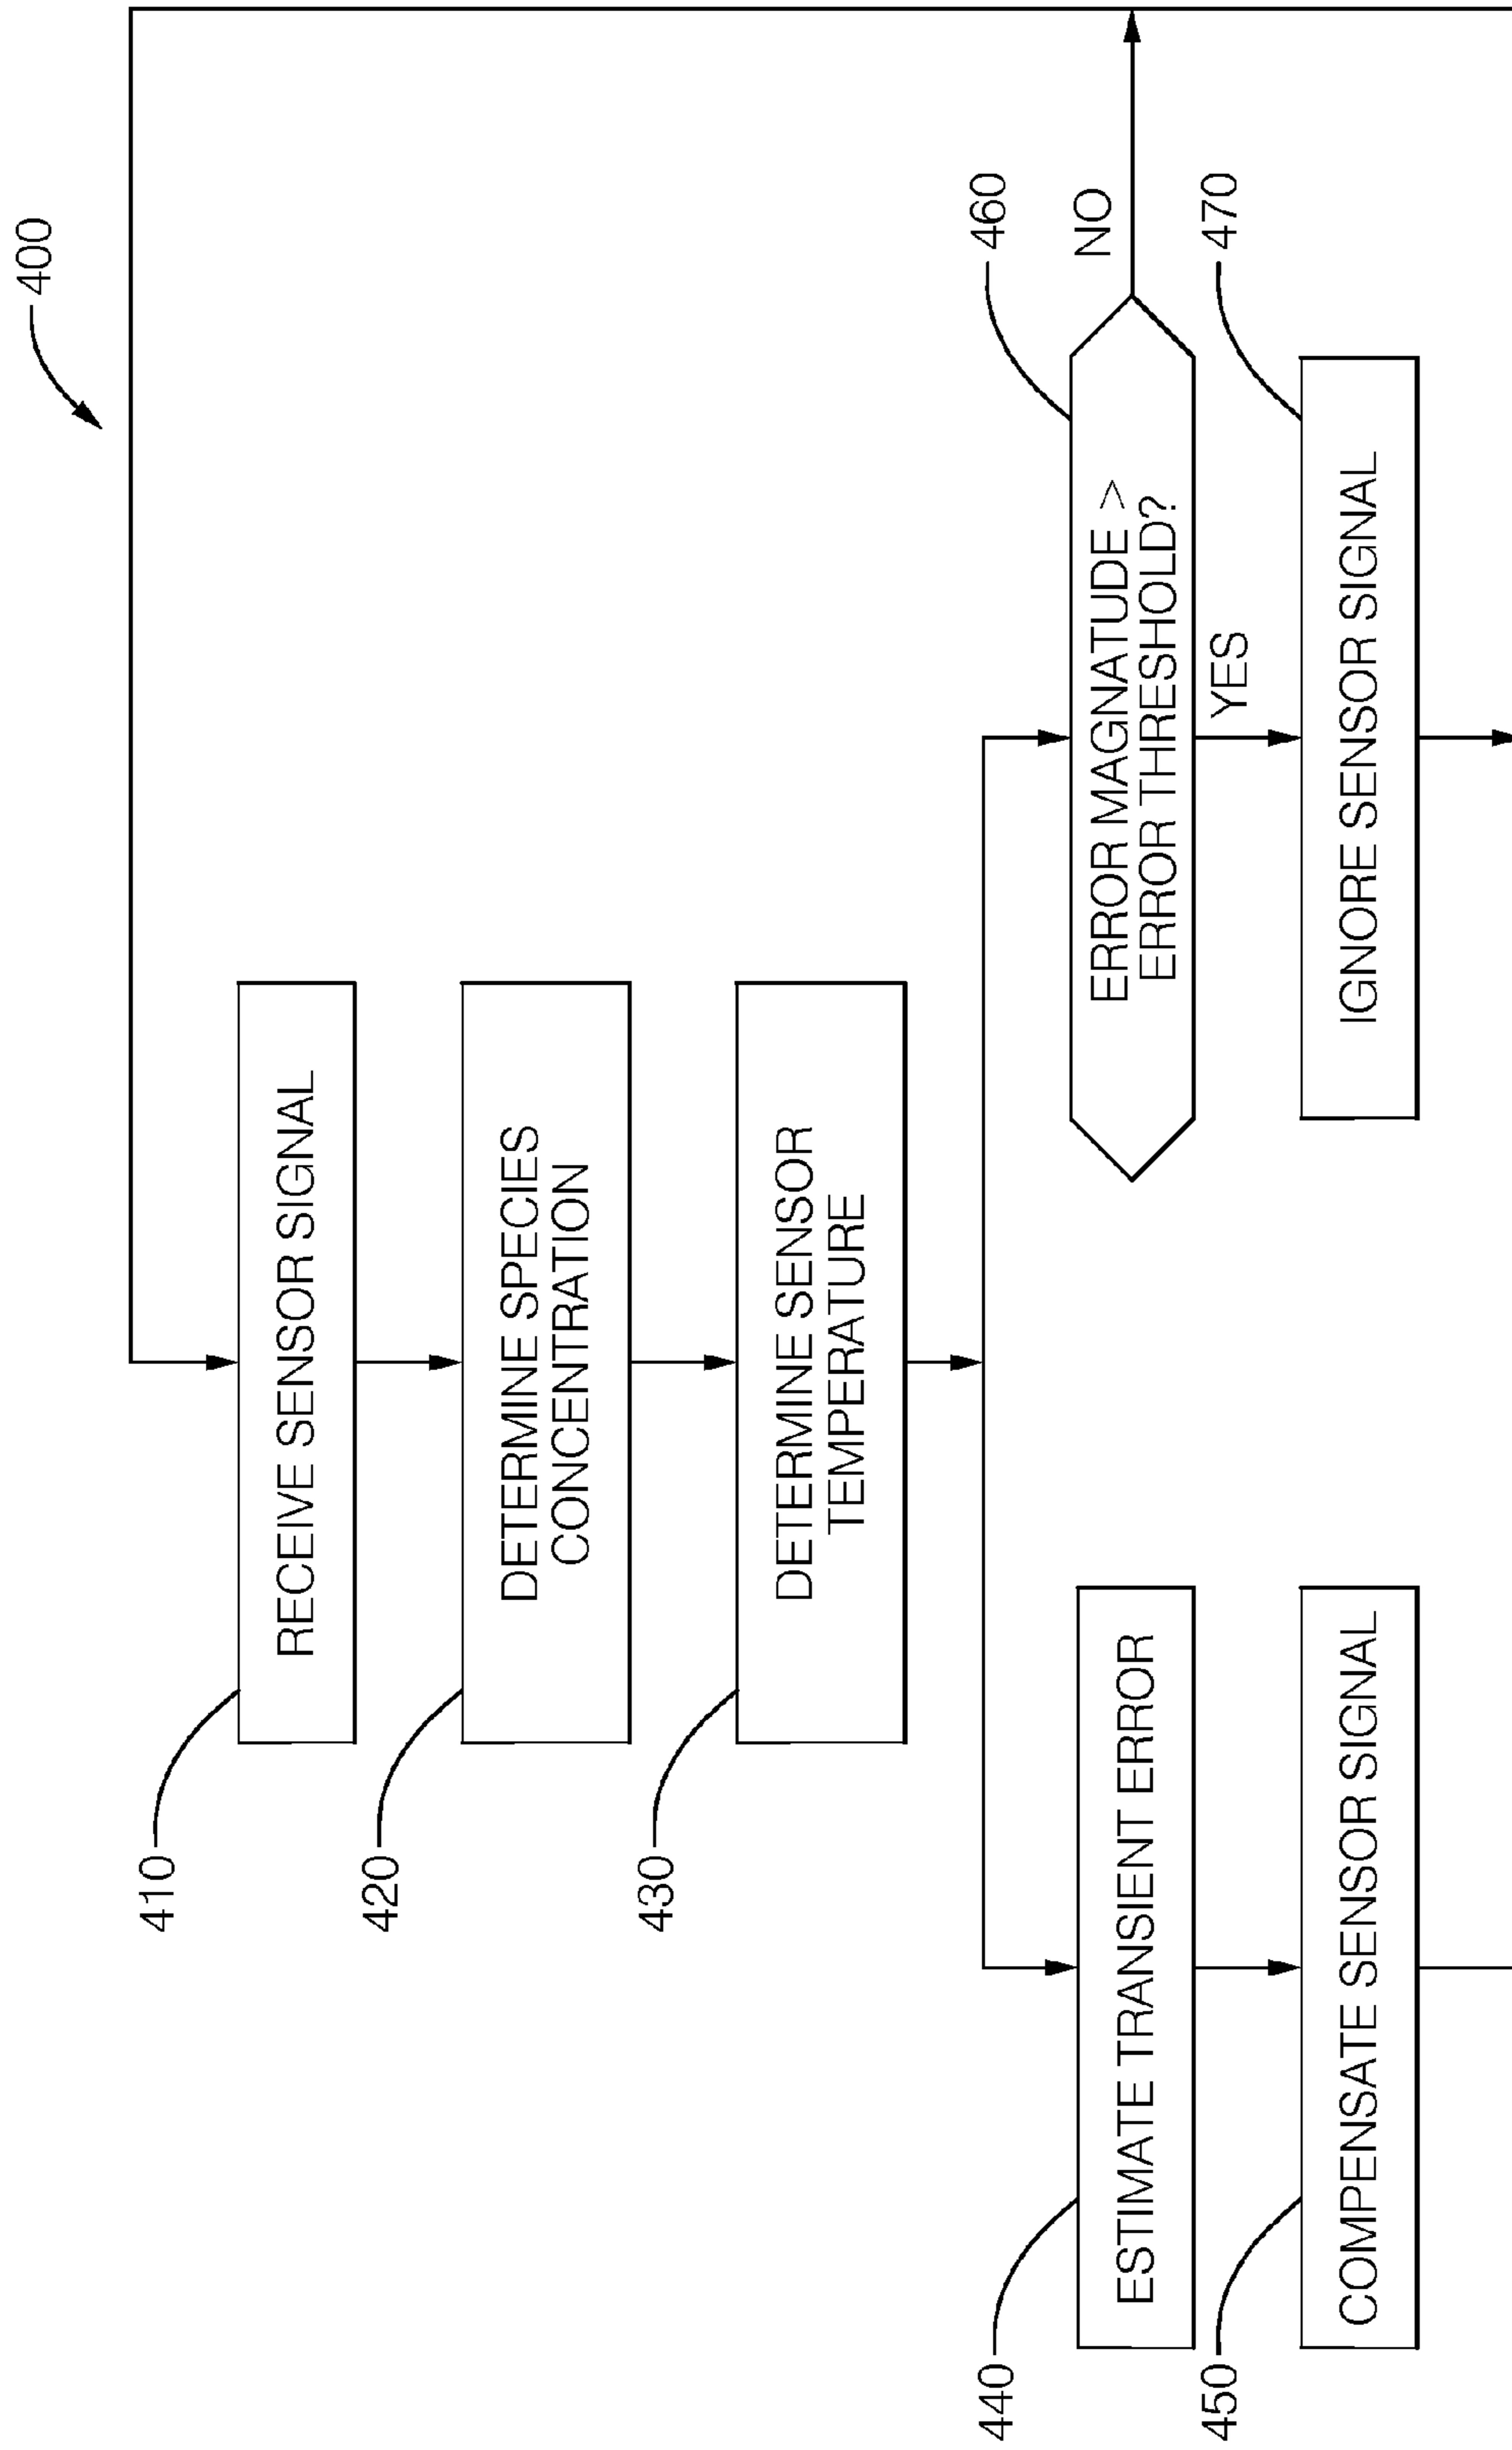 400
410
RECEIVE SENSOR SIGNAL
420
DETERMINE SPECIES
CONCENTRATION
430
DETERMINE SENSOR
TEMPERATURE
440
ESTIMATE TRANSIENT ERROR
450
COMPENSATE SENSOR SIGNAL
460
ERROR MAGNATUDE >
ERROR THRESHOLD?
NO
YES
470
IGNORE SENSOR SIGNAL